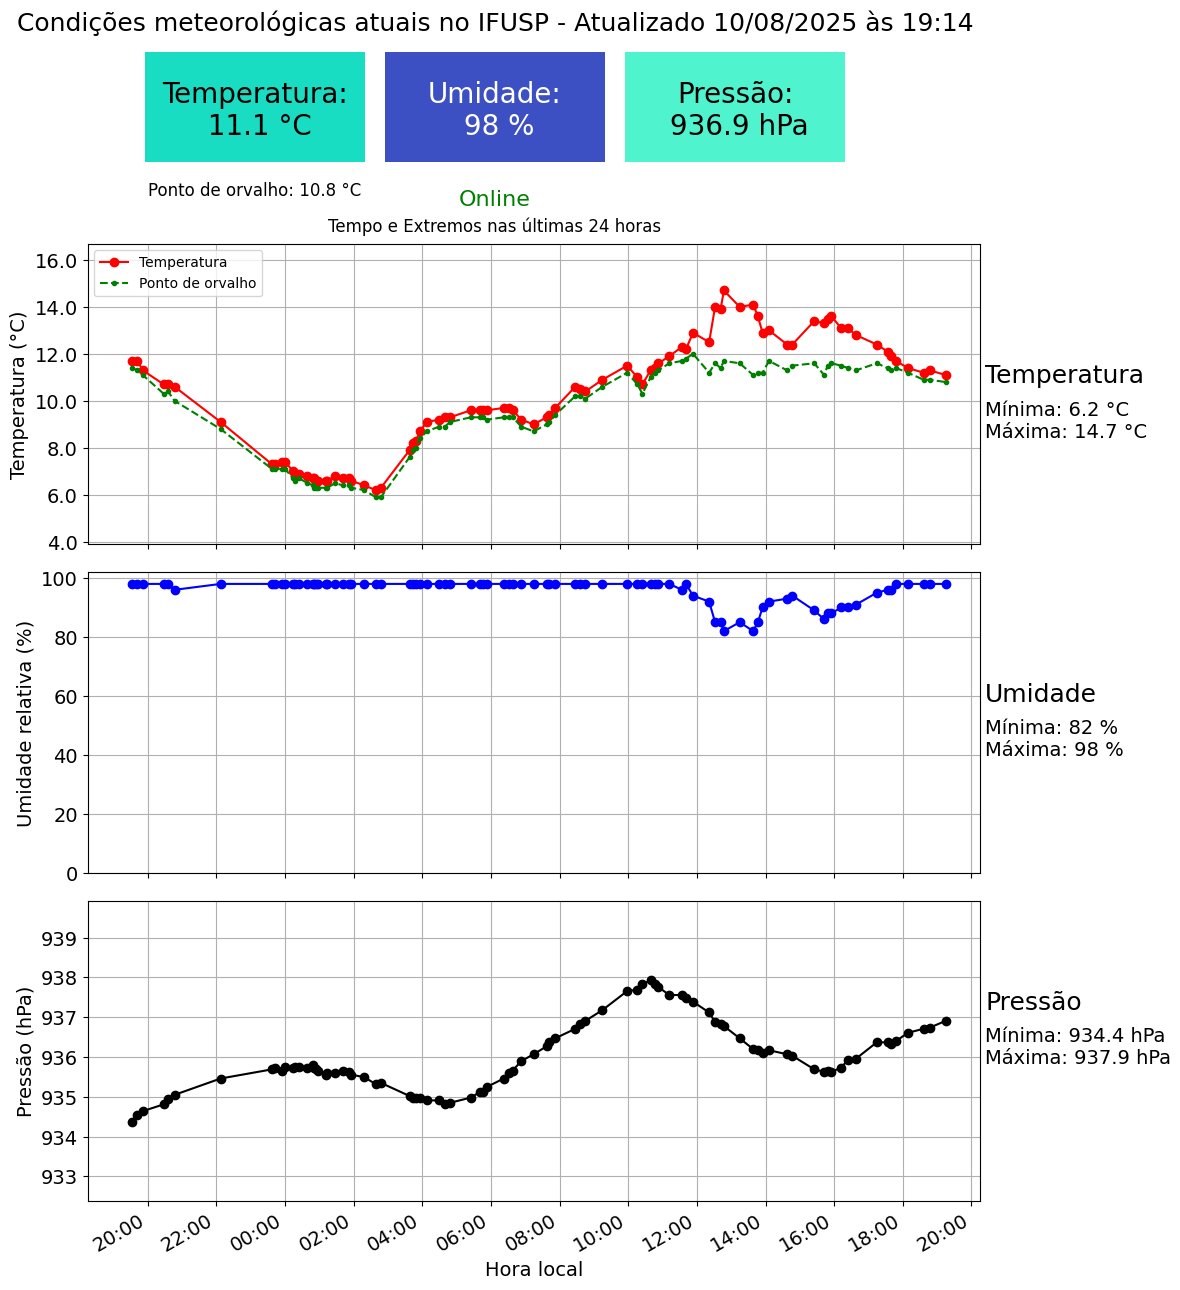 Condições meteorológicas atuais no IFUSP - Atualizado 10/08/2025 às 19:14
Temperatura:
11.1 °C
Umidade:
98 %
Pressão:
936.9 hPa
Ponto de orvalho: 10.8 °C
Online
Tempo e Extremos nas últimas 24 horas
Temperatura
Ponto de orvalho
Temperatura (°C)
16.0
14.0
12.0
10.0
8.0
6.0
4.0
Temperatura
Mínima: 6.2 °C
Máxima: 14.7 °C
Umidade relativa (%)
100
80
60
40
20
0
Umidade
Mínima: 82 %
Máxima: 98 %
Pressão (hPa)
939
938
937
936
935
934
933
Pressão
Mínima: 934.4 hPa
Máxima: 937.9 hPa
20:00 22:00 00:00 02:00 04:00 06:00 08:00 10:00 12:00 14:00 16:00 18:00 20:00
Hora local